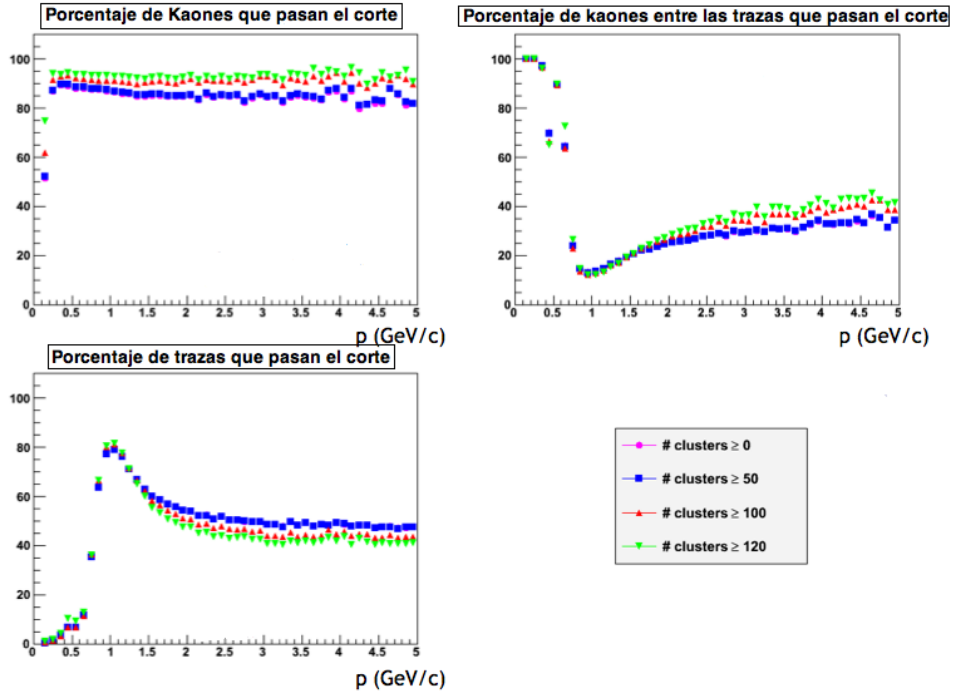 Porcentaje de Kaones que pasan el corte
100
80
60
40
20
0
0 0.5 1 1.5 2 2.5 3 3.5 4 4.5 5
p (GeV/c)
Porcentaje de kaones entre las trazas que pasan el corte
100
80
60
40
20
0
0 0.5 1 1.5 2 2.5 3 3.5 4 4.5 5
p (GeV/c)
Porcentaje de trazas que pasan el corte
100
80
60
40
20
0
0 0.5 1 1.5 2 2.5 3 3.5 4 4.5 5
p (GeV/c)
# clusters ≥ 0
# clusters ≥ 50
# clusters ≥ 100
# clusters ≥ 120